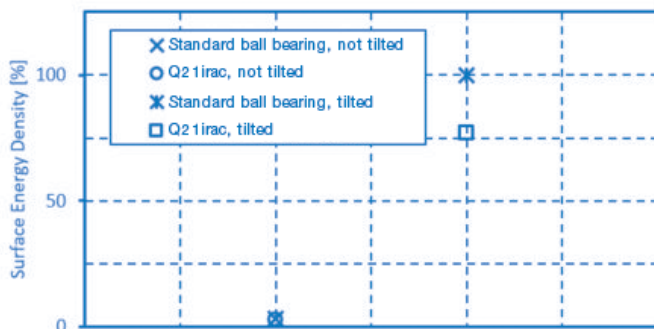 Surface Energy Density [%]
100
50
0
Standard ball bearing, not tilted
Q21irac, not tilted
Standard ball bearing, tilted
Q21irac, tilted